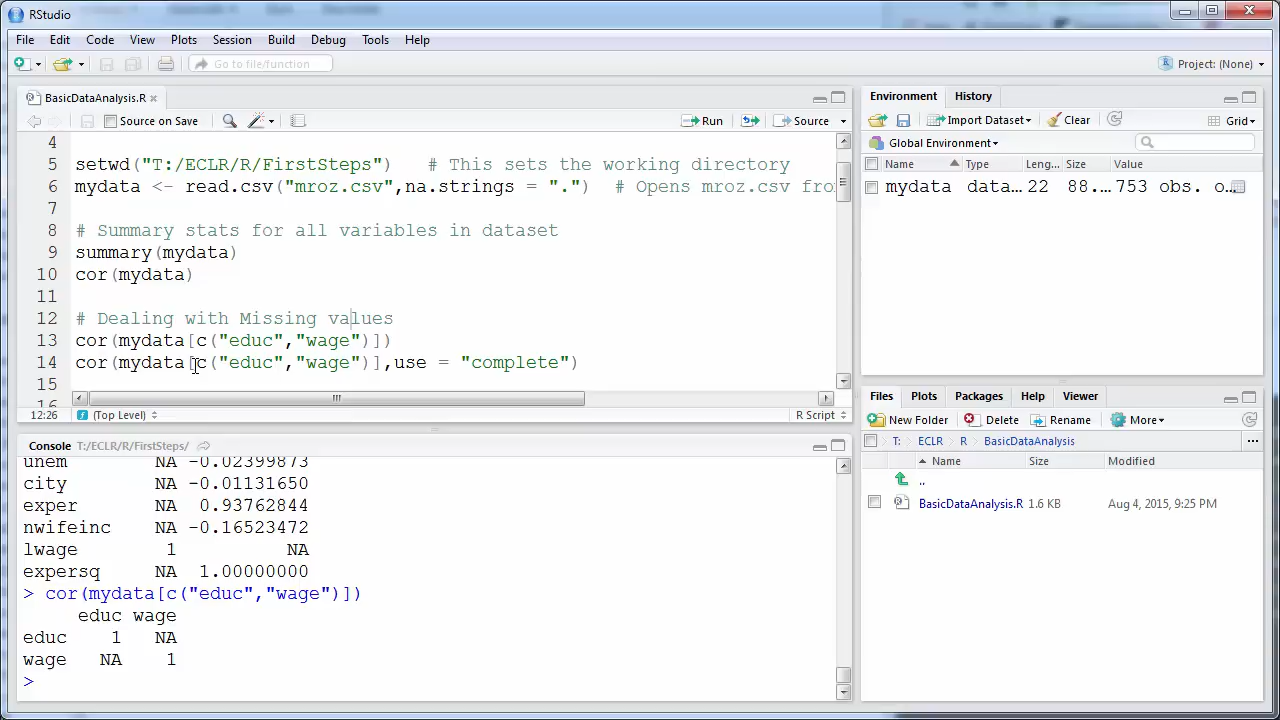 RStudio
File Edit Code View Plots Session Build Debug Tools Help
Go to file/function
Project: (None)
BasicDataAnalysis.R
Source on Save
Run
Source
4
5 setwd("T:/ECLR/R/FirstSteps") # This sets the working directory
6 mydata <- read.csv("mroz.csv",na.strings = ".") # Opens mroz.csv fro
7
8 # Summary stats for all variables in dataset
9 summary(mydata)
10 cor(mydata)
11
12 # Dealing with Missing values
13 cor(mydata[c("educ","wage")])
14 cor(mydata[c("educ","wage")],use = "complete")
15
16
12:26 (Top Level) R Script
Console T:/ECLR/R/FirstSteps/
unem NA -0.02399873
city NA -0.01131650
exper NA 0.93762844
nwifeinc NA -0.16523472
lwage 1 NA
expersq NA 1.00000000
> cor(mydata[c("educ","wage")])
educ wage
educ 1 NA
wage NA 1
>
Environment History
Import Dataset Clear Grid
Global Environment
Name Type Leng... Size Value
mydata data... 22 88... 753 obs. o...
Files Plots Packages Help Viewer
New Folder Delete Rename More
T: ECLR R BasicDataAnalysis ...
Name Size Modified
..
BasicDataAnalysis.R 1.6 KB Aug 4, 2015, 9:25 PM